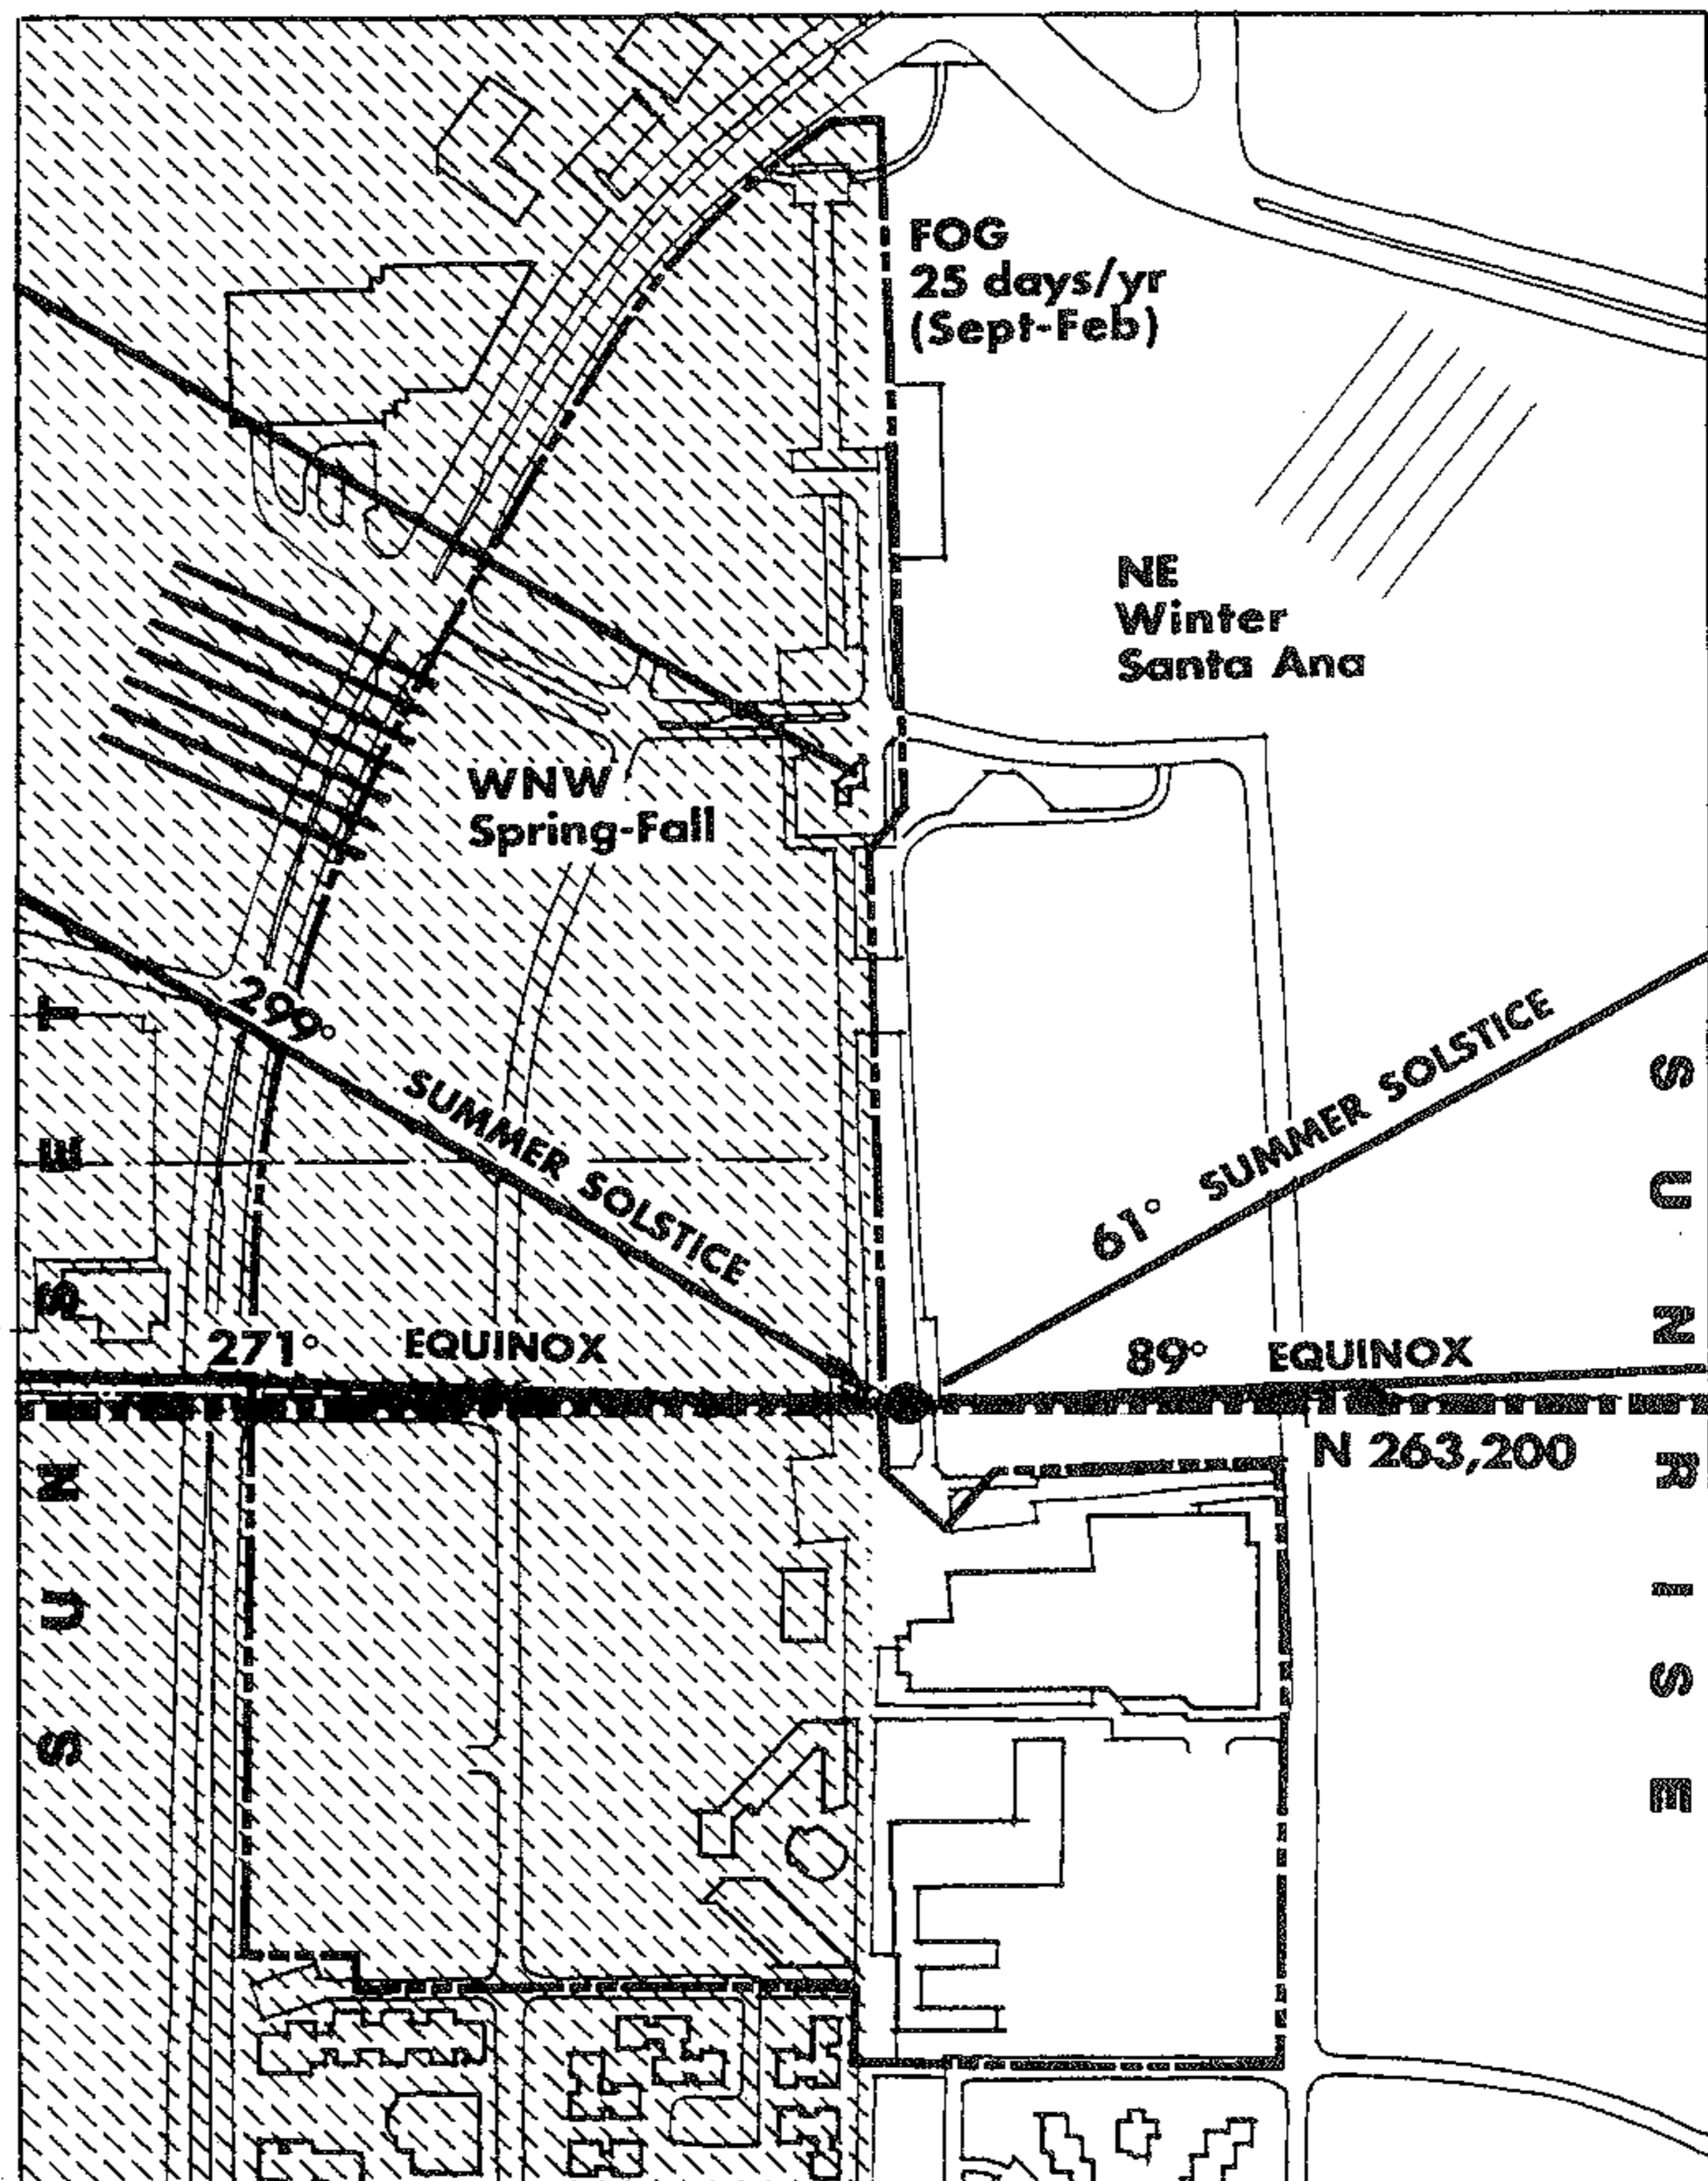 FOG
25 days/yr
(Sept-Feb)
NE
Winter
Santa Ana
WNW
Spring-Fall
299°
SUMMER SOLSTICE
61° SUMMER SOLSTICE
271° EQUINOX
89° EQUINOX
N 263,200
SUNSET
SUNRISE